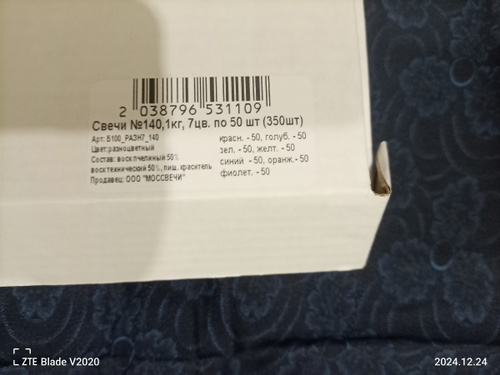 2 038796 531109
Свечи №140,1кг, 7цв. по 50 шт (350шт)
Арт: B100_РАЗН7_140
Цвет:разноцветный
Состав: воск пчелиный 50%
воск технический 50%, пищ. краситель
Продавец: ООО "МОССВЕЧИ"
красн. - 50, голуб. - 50
зел. - 50, желт. - 50
синий - 50, оранж.- 50
фиолет. - 50
ZTE Blade V2020
2024.12.24